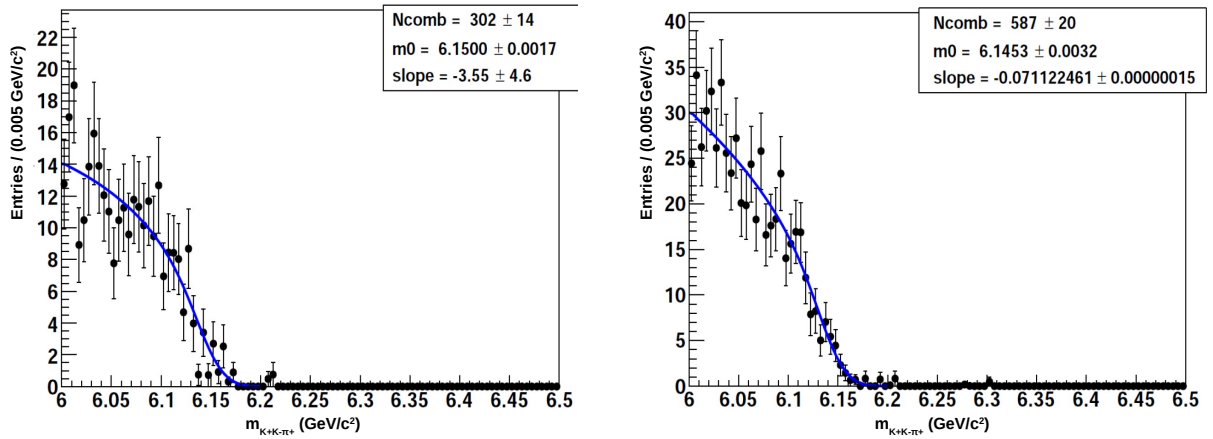 Ncomb = 302 ± 14
m0 = 6.1500 ± 0.0017
slope = -3.55 ± 4.6
Entries / (0.005 GeV/c²)
22
20
18
16
14
12
10
8
6
4
2
0
6 6.05 6.1 6.15 6.2 6.25 6.3 6.35 6.4 6.45 6.5
m K+K-π+ (GeV/c²)
Ncomb = 587 ± 20
m0 = 6.1453 ± 0.0032
slope = -0.071122461 ± 0.00000015
Entries / (0.005 GeV/c²)
40
35
30
25
20
15
10
5
0
6 6.05 6.1 6.15 6.2 6.25 6.3 6.35 6.4 6.45 6.5
m K+K-π+ (GeV/c²)